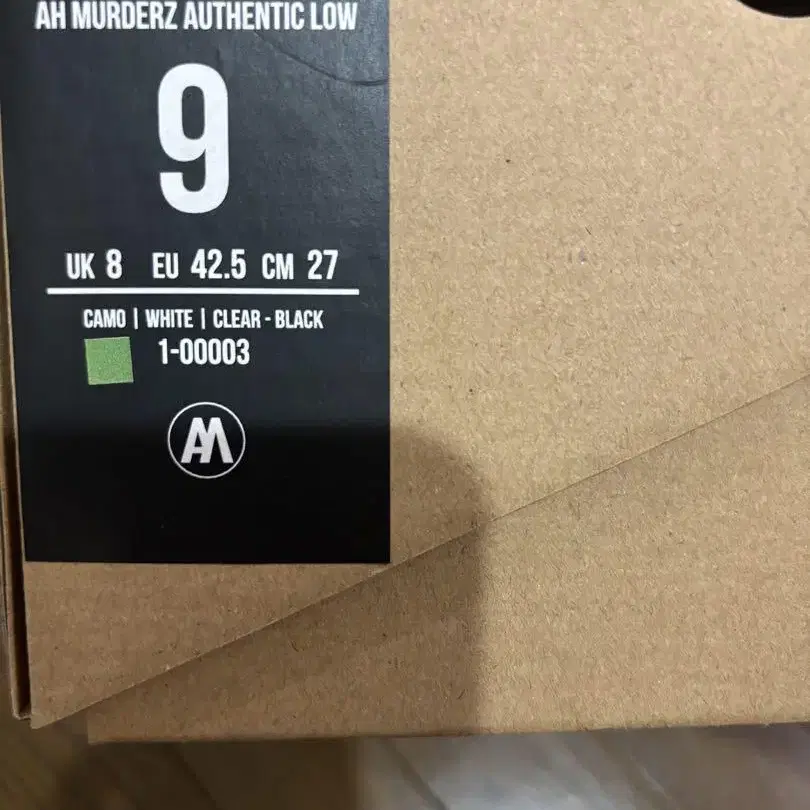 AH MURDERZ AUTHENTIC LOW
9
UK 8 EU 42.5 CM 27
CAMO | WHITE | CLEAR - BLACK
1-00003
AM